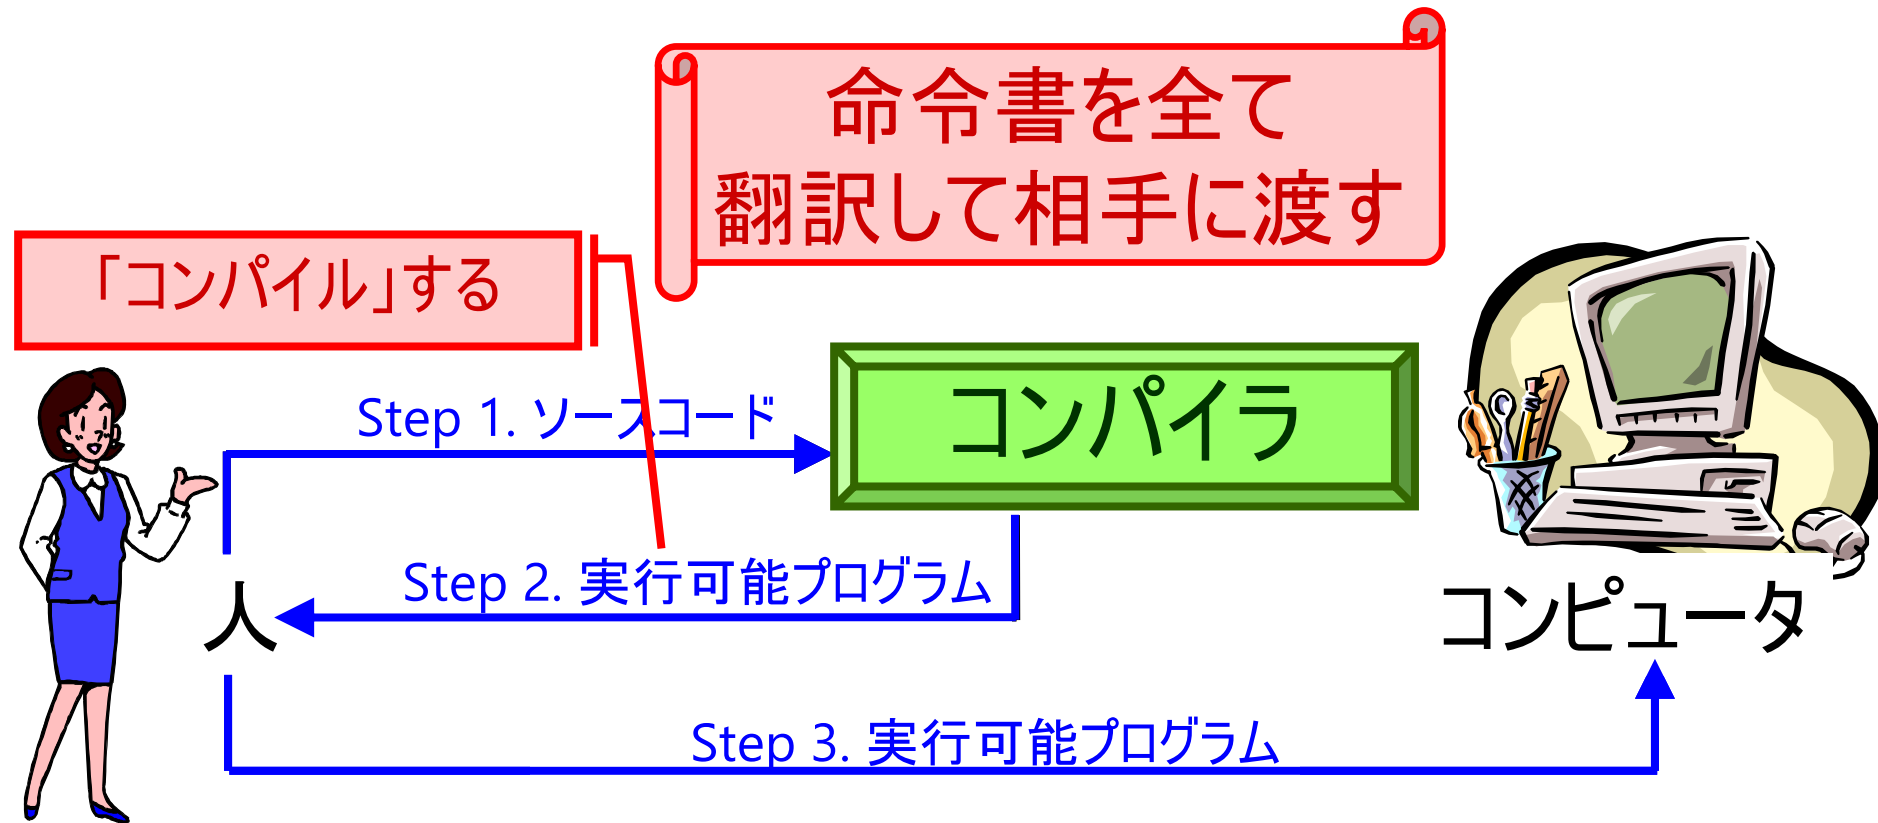 命令書を全て
翻訳して相手に渡す
「コンパイル」する
コンパイラ
Step 1. ソースコード
Step 2. 実行可能プログラム
人
コンピュータ
Step 3. 実行可能プログラム